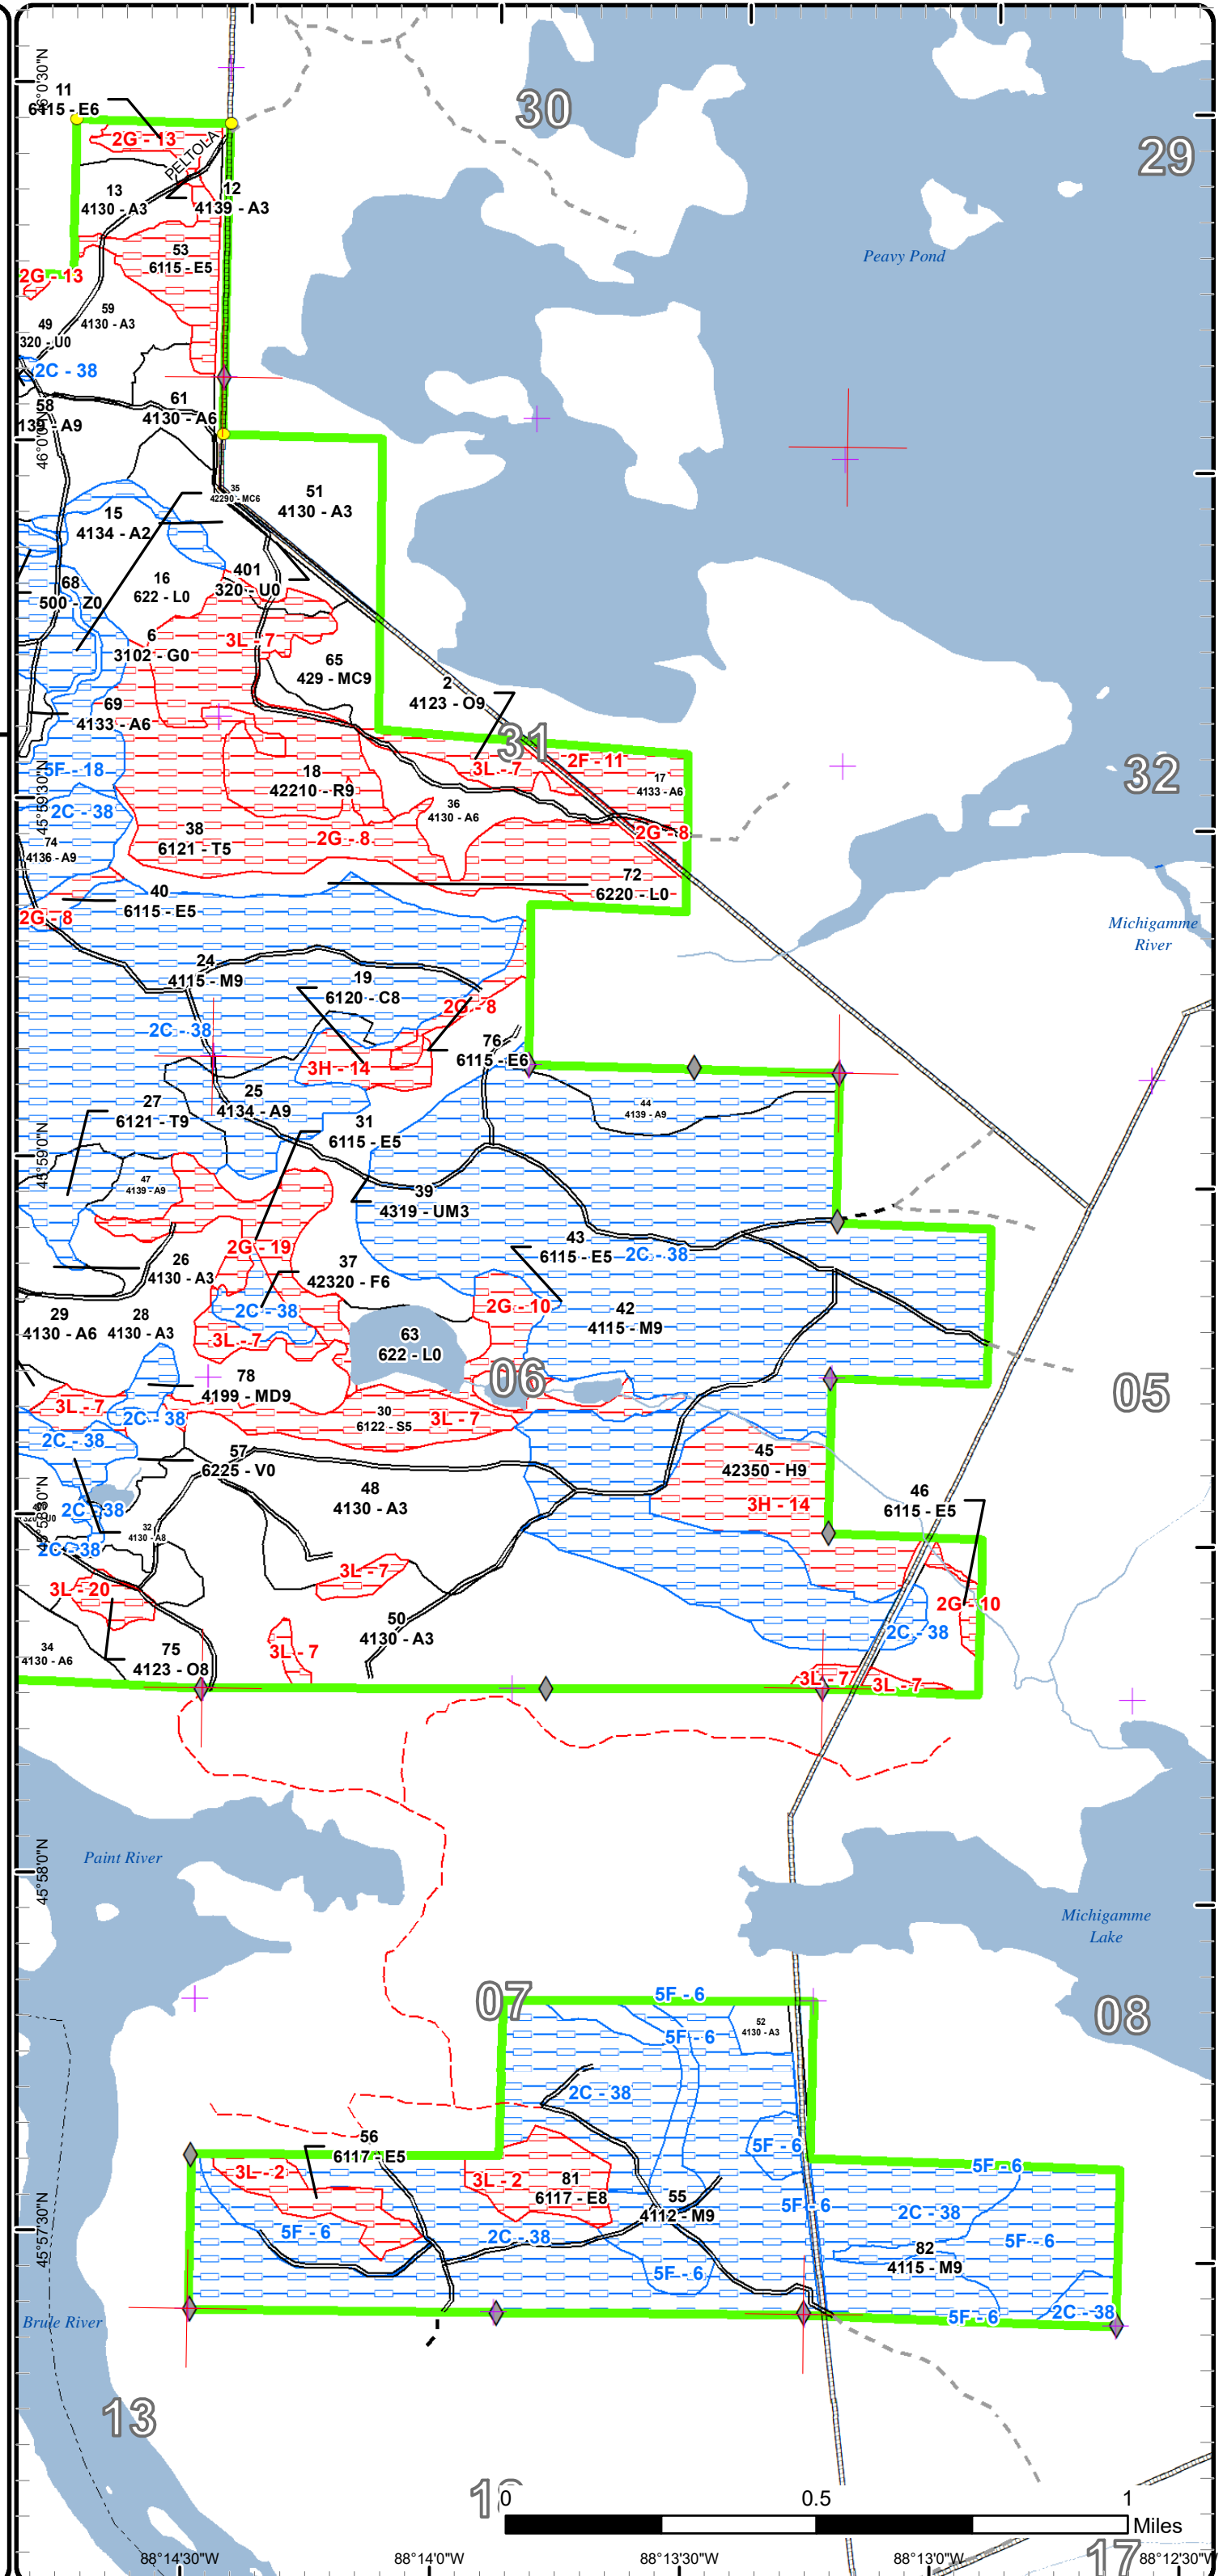 30
29
46°0'30"N
11
6115 - E6
2G - 13
PELTOLA
13
4130 - A3
12
4139 - A3
53
6115 - E5
Peavy Pond
2G - 13
59
4130 - A3
49
320 - U0
2C - 38
58
139 - A9
61
4130 - A6
46°0'0"N
35
42290 - MC6
51
4130 - A3
15
4134 - A2
16
622 - L0
401
320 - U0
68
500 - Z0
6
3102 - G0
3L - 7
65
429 - MC9
2
4123 - O9
69
4133 - A6
31
32
5F - 18
2C - 38
18
42210 - R9
3L - 7
2F - 11
17
4133 - A6
45°59'30"N
36
4130 - A6
38
6121 - T5
2G - 8
2G - 8
74
4136 - A9
72
6220 - L0
40
6115 - E5
2G - 8
Michigamme
River
24
4115 - M9
19
6120 - C8
2G - 8
2C - 38
76
6115 - E6
3H - 14
25
4134 - A9
44
4139 - A9
27
6121 - T9
31
6115 - E5
45°59'0"N
47
4139 - A9
39
4319 - UM3
2G - 19
43
6115 - E5
2C - 38
26
4130 - A3
37
42320 - F6
2C - 38
2G - 10
29
4130 - A6
28
4130 - A3
42
4115 - M9
3L - 7
63
622 - L0
06
05
78
4199 - MD9
3L - 7
2C - 38
30
6122 - S5
3L - 7
2C - 38
57
6225 - V0
45
42350 - H9
48
4130 - A3
3H - 14
46
6115 - E5
2C - 38
32
4130 - A8
2C - 38
3L - 20
3L - 7
2G - 10
50
4130 - A3
2C - 38
34
4130 - A6
75
4123 - O8
3L - 7
3L - 7
3L - 7
Paint River
45°58'0"N
Michigamme
Lake
07
5F - 6
08
5F - 6
52
4130 - A3
2C - 38
56
6117 - E5
5F - 6
5F - 6
3L - 2
3L - 2
81
6117 - E8
55
4112 - M9
5F - 6
2C - 38
5F - 6
2C - 38
5F - 6
82
4115 - M9
45°57'30"N
5F - 6
5F - 6
2C - 38
Brule River
13
0
0.5
1
Miles
17
88°14'30"W
88°14'0"W
88°13'30"W
88°13'0"W
88°12'30"W